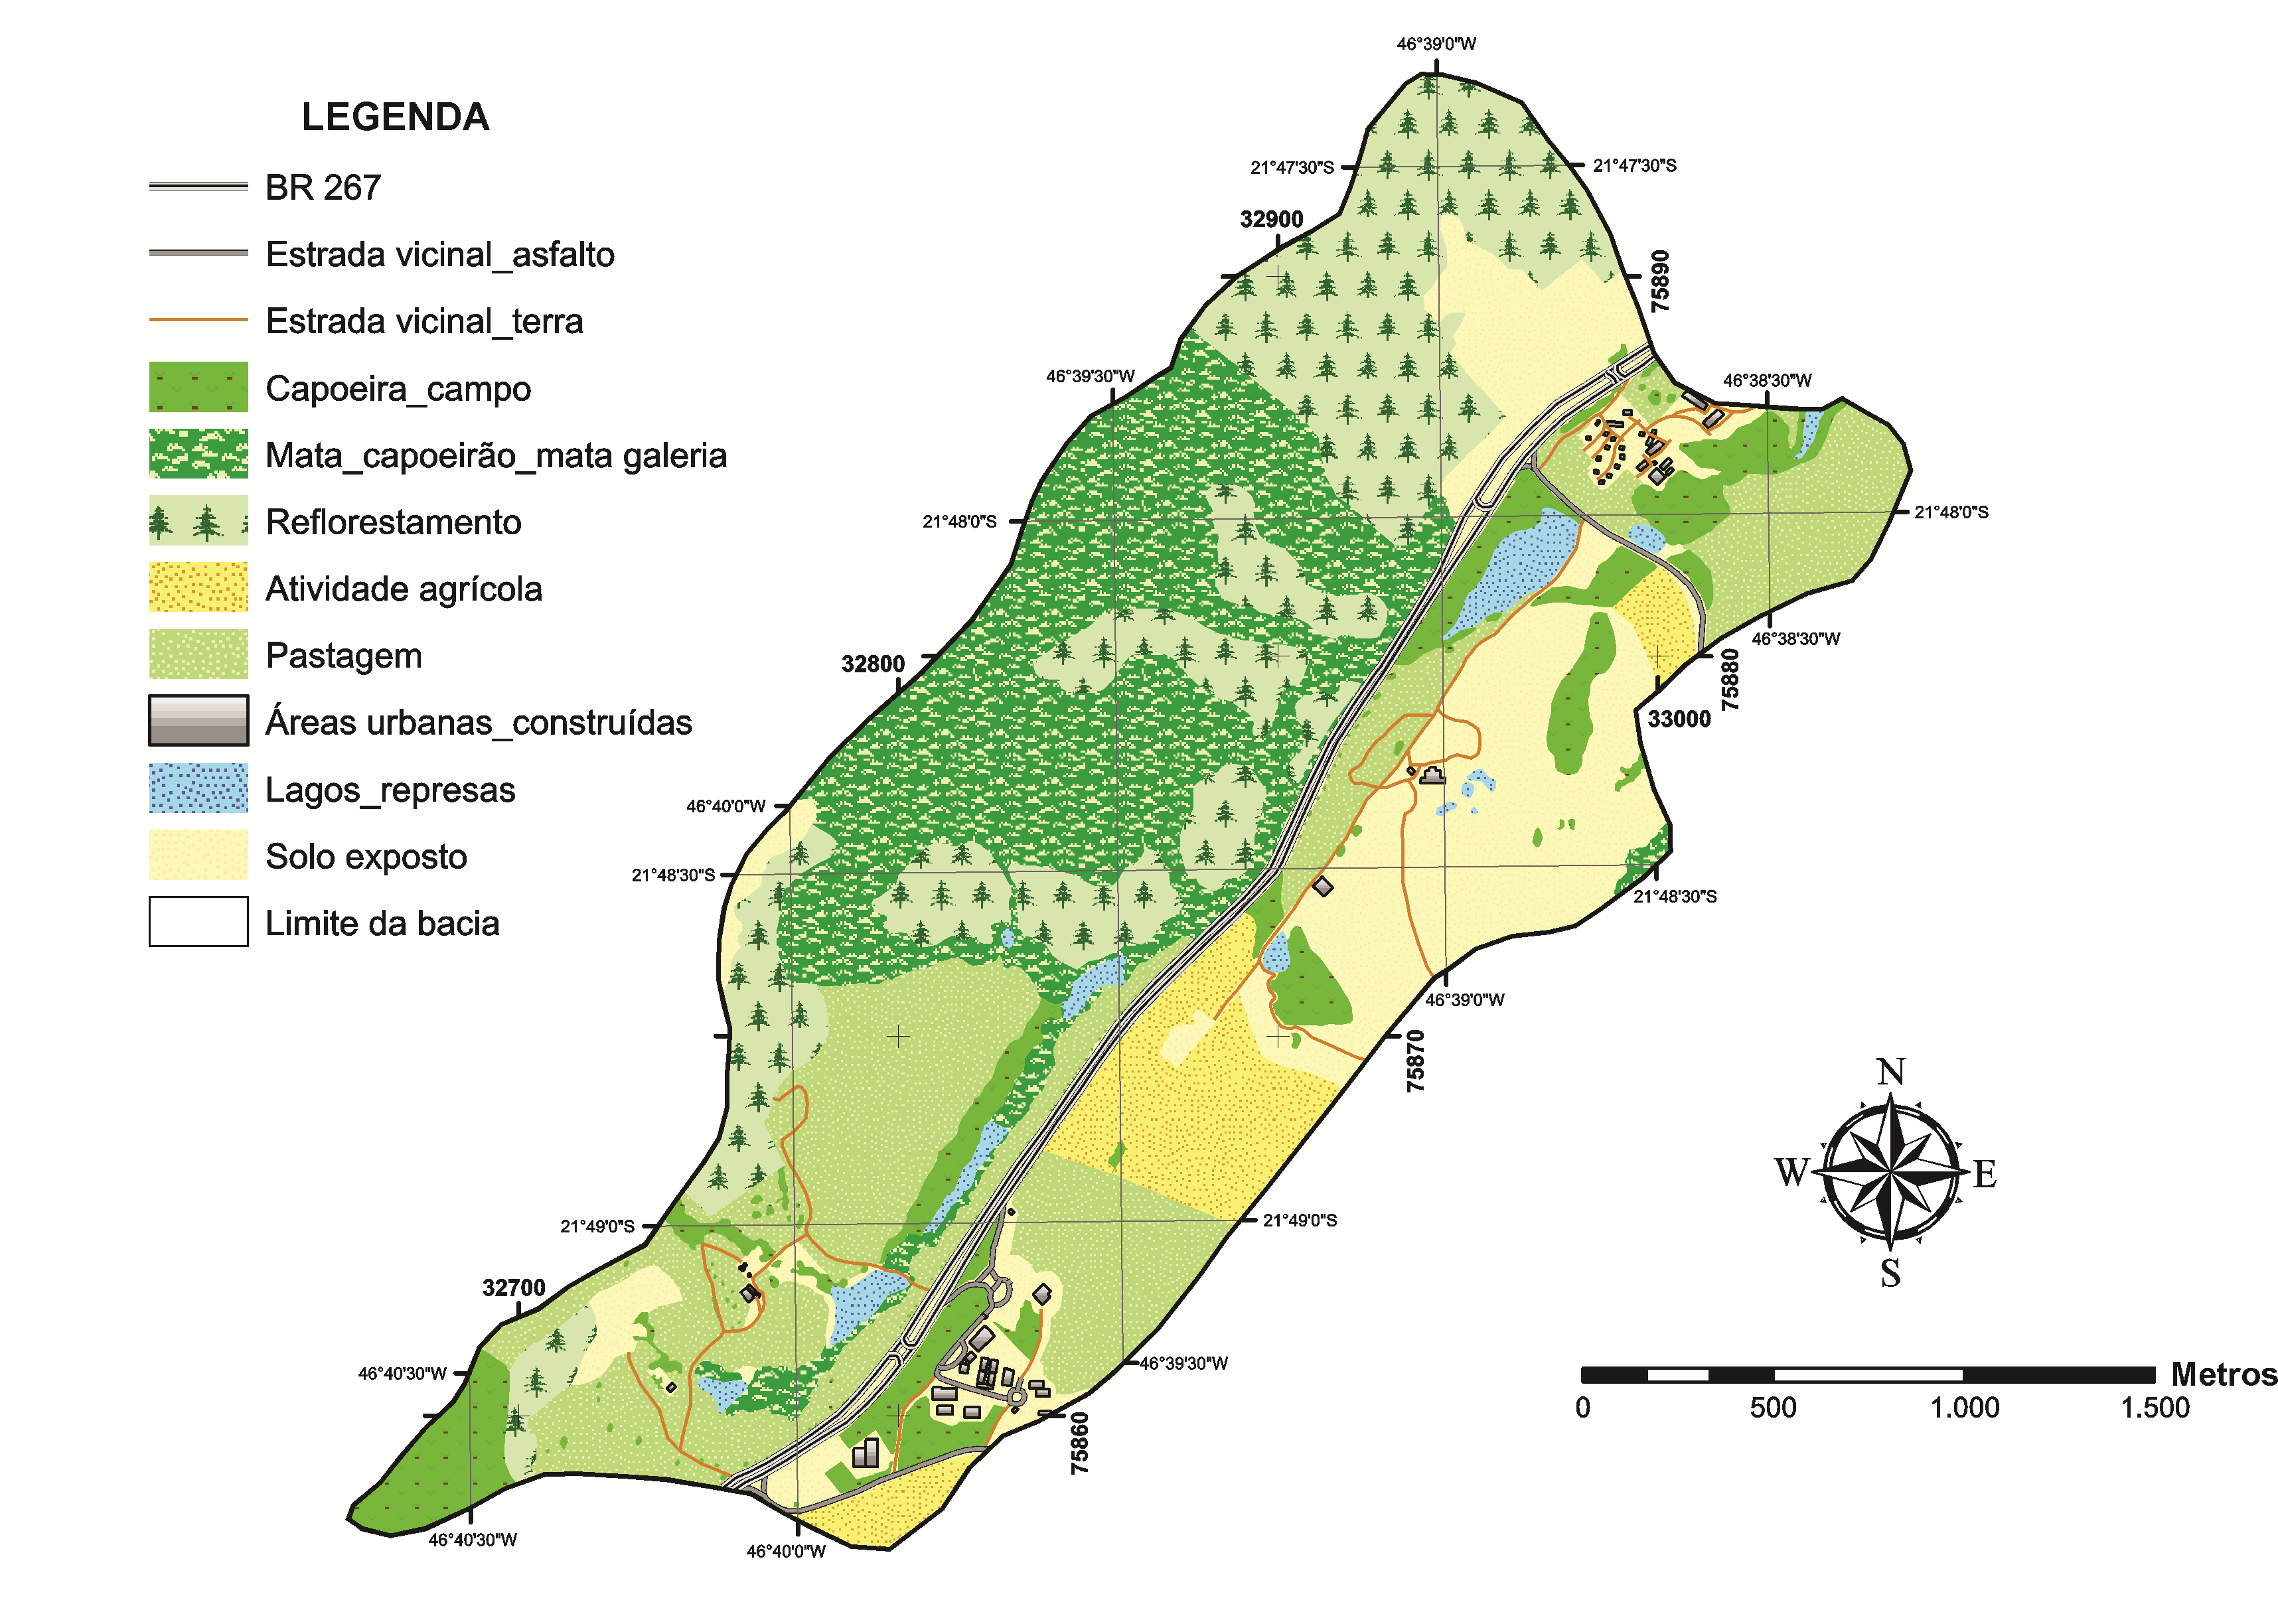 LEGENDA
BR 267
Estrada vicinal_asfalto
Estrada vicinal_terra
Capoeira_campo
Mata_capoeirão_mata galeria
Reflorestamento
Atividade agrícola
Pastagem
Áreas urbanas_construídas
Lagos_represas
Solo exposto
Limite da bacia
46°39'0"W
21°47'30"S
21°47'30"S
32900
75890
46°39'30"W
46°38'30"W
21°48'0"S
21°48'0"S
46°38'30"W
32800
75880
33000
46°40'0"W
21°48'30"S
21°48'30"S
46°39'0"W
75870
21°49'0"S
21°49'0"S
32700
46°40'30"W
46°39'30"W
75860
46°40'30"W
46°40'0"W
N
W
E
S
Metros
0 500 1.000 1.500